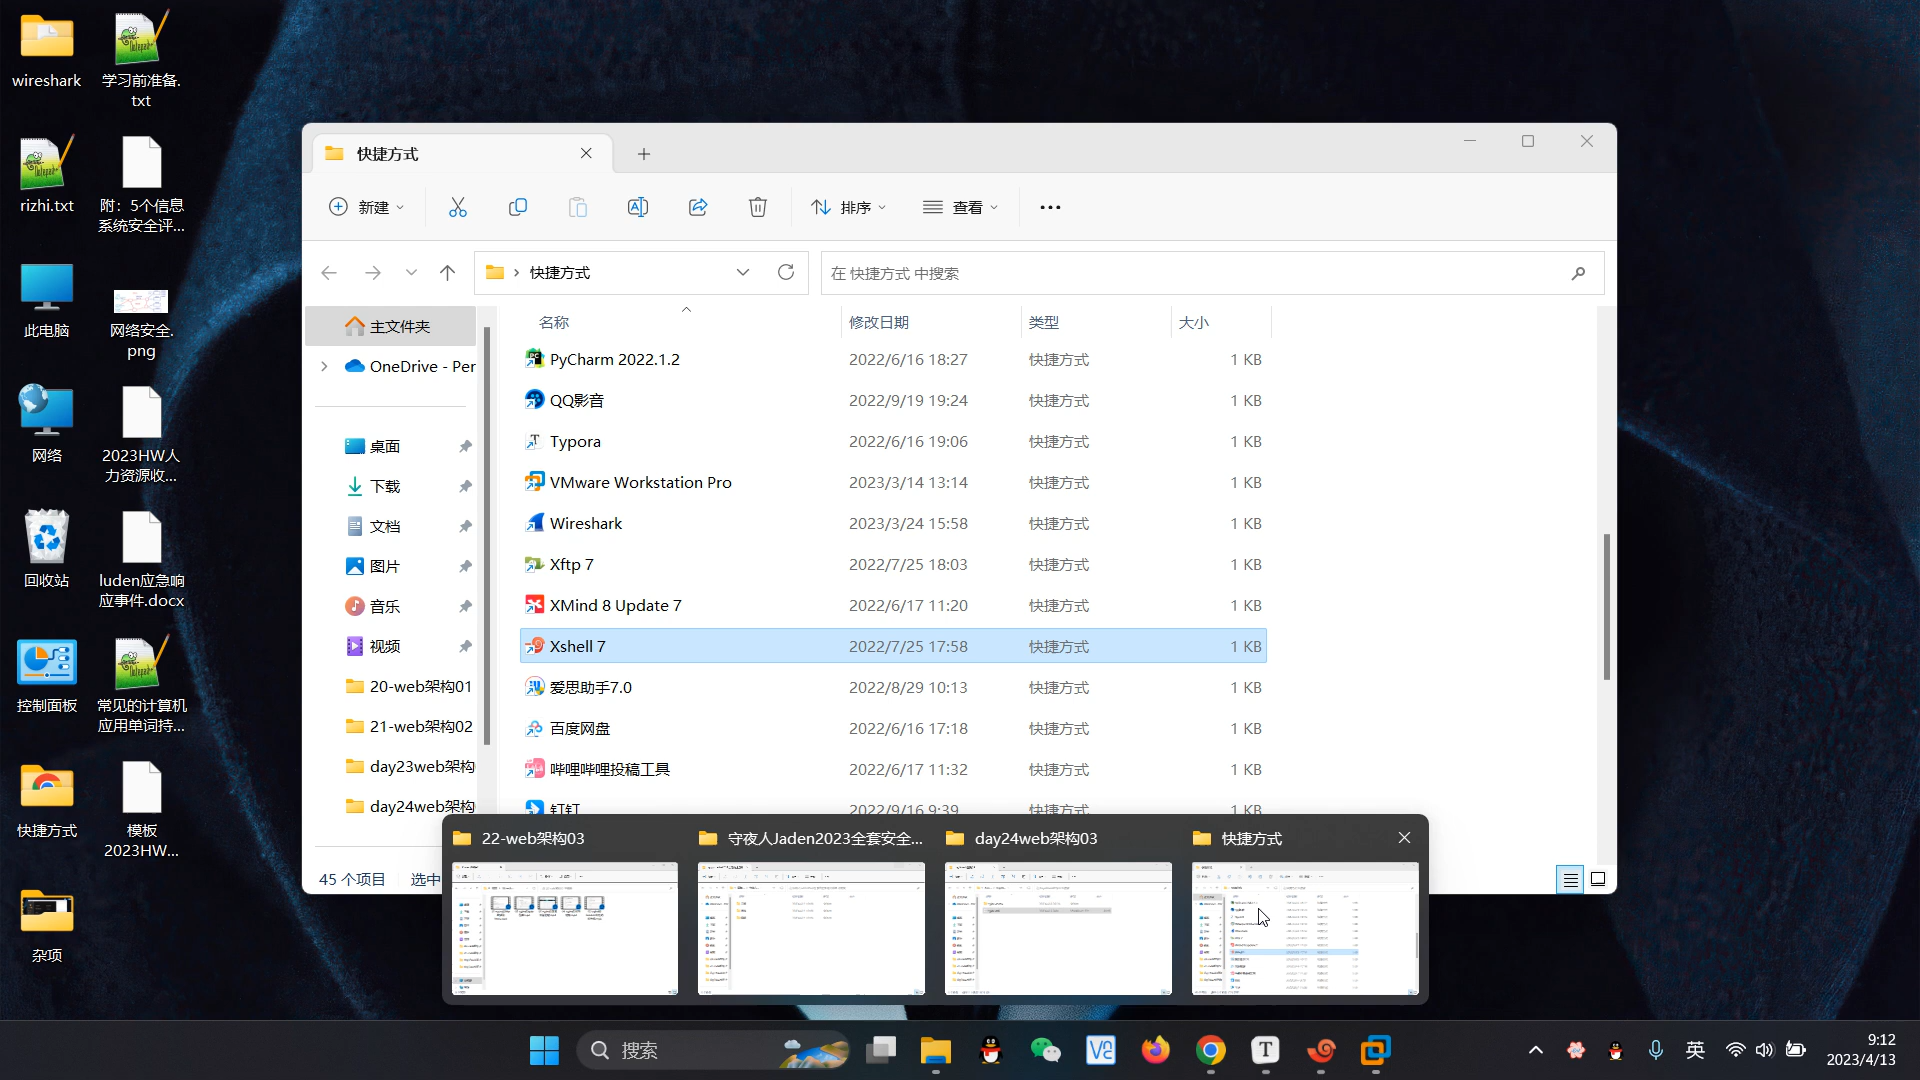 wireshark
学习前准备.
txt
rizhi.txt
附：5个信息
系统安全评...
此电脑
网络安全.
png
网络
2023HW人
力资源收...
回收站
luden应急响
应事件.docx
控制面板
常见的计算机
应用单词持...
快捷方式
模板
2023HW...
杂项
快捷方式
新建
排序
查看
快捷方式
在 快捷方式 中搜索
主文件夹
OneDrive - Per
桌面
下载
文档
图片
音乐
视频
20-web架构01
21-web架构02
day23web架构
day24web架构
名称 修改日期 类型 大小
PyCharm 2022.1.2 2022/6/16 18:27 快捷方式 1 KB
QQ影音 2022/9/19 19:24 快捷方式 1 KB
Typora 2022/6/16 19:06 快捷方式 1 KB
VMware Workstation Pro 2023/3/14 13:14 快捷方式 1 KB
Wireshark 2023/3/24 15:58 快捷方式 1 KB
Xftp 7 2022/7/25 18:03 快捷方式 1 KB
XMind 8 Update 7 2022/6/17 11:20 快捷方式 1 KB
Xshell 7 2022/7/25 17:58 快捷方式 1 KB
爱思助手7.0 2022/8/29 10:13 快捷方式 1 KB
百度网盘 2022/6/16 17:18 快捷方式 1 KB
哔哩哔哩投稿工具 2022/6/17 11:32 快捷方式 1 KB
钉钉 2022/9/16 9:39 快捷方式 1 KB
45 个项目 选中
22-web架构03
守夜人Jaden2023全套安全...
day24web架构03
快捷方式
搜索
英
9:12
2023/4/13